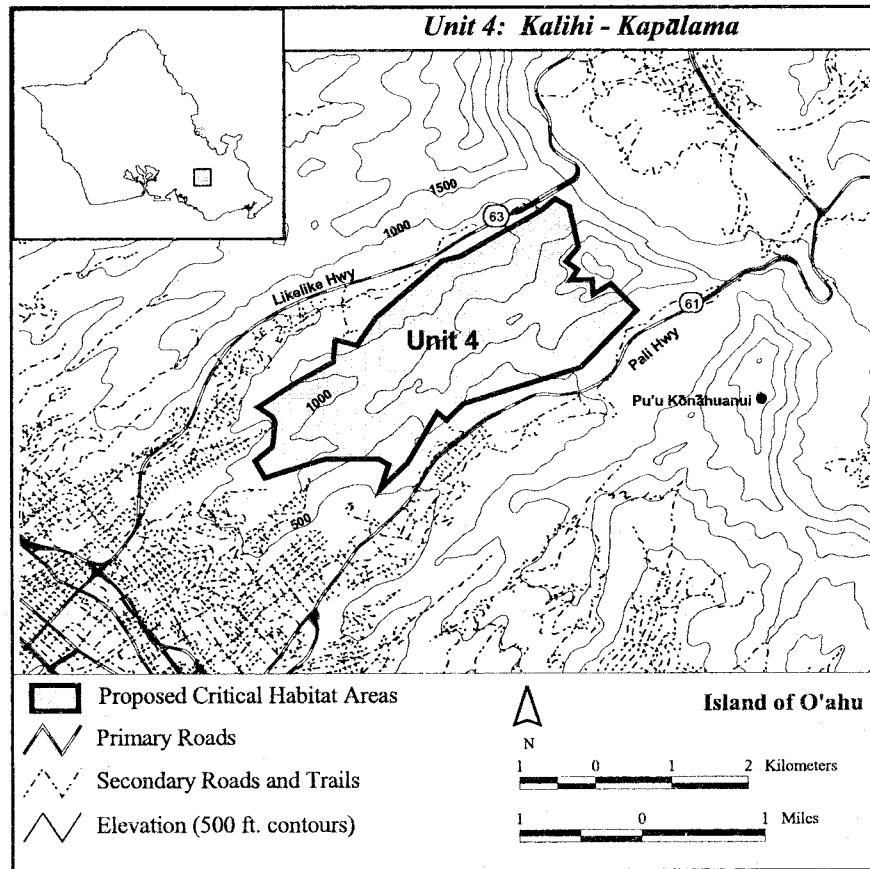 Unit 4: Kalihi - Kapālama
1500
63
1000
Likelike Hwy
61
Unit 4
Pali Hwy
1000
Pu'u Kōnāhuanui
500
Proposed Critical Habitat Areas
Primary Roads
Secondary Roads and Trails
Elevation (500 ft. contours)
Island of O'ahu
N
1 0 1 2 Kilometers
1 0 1 Miles